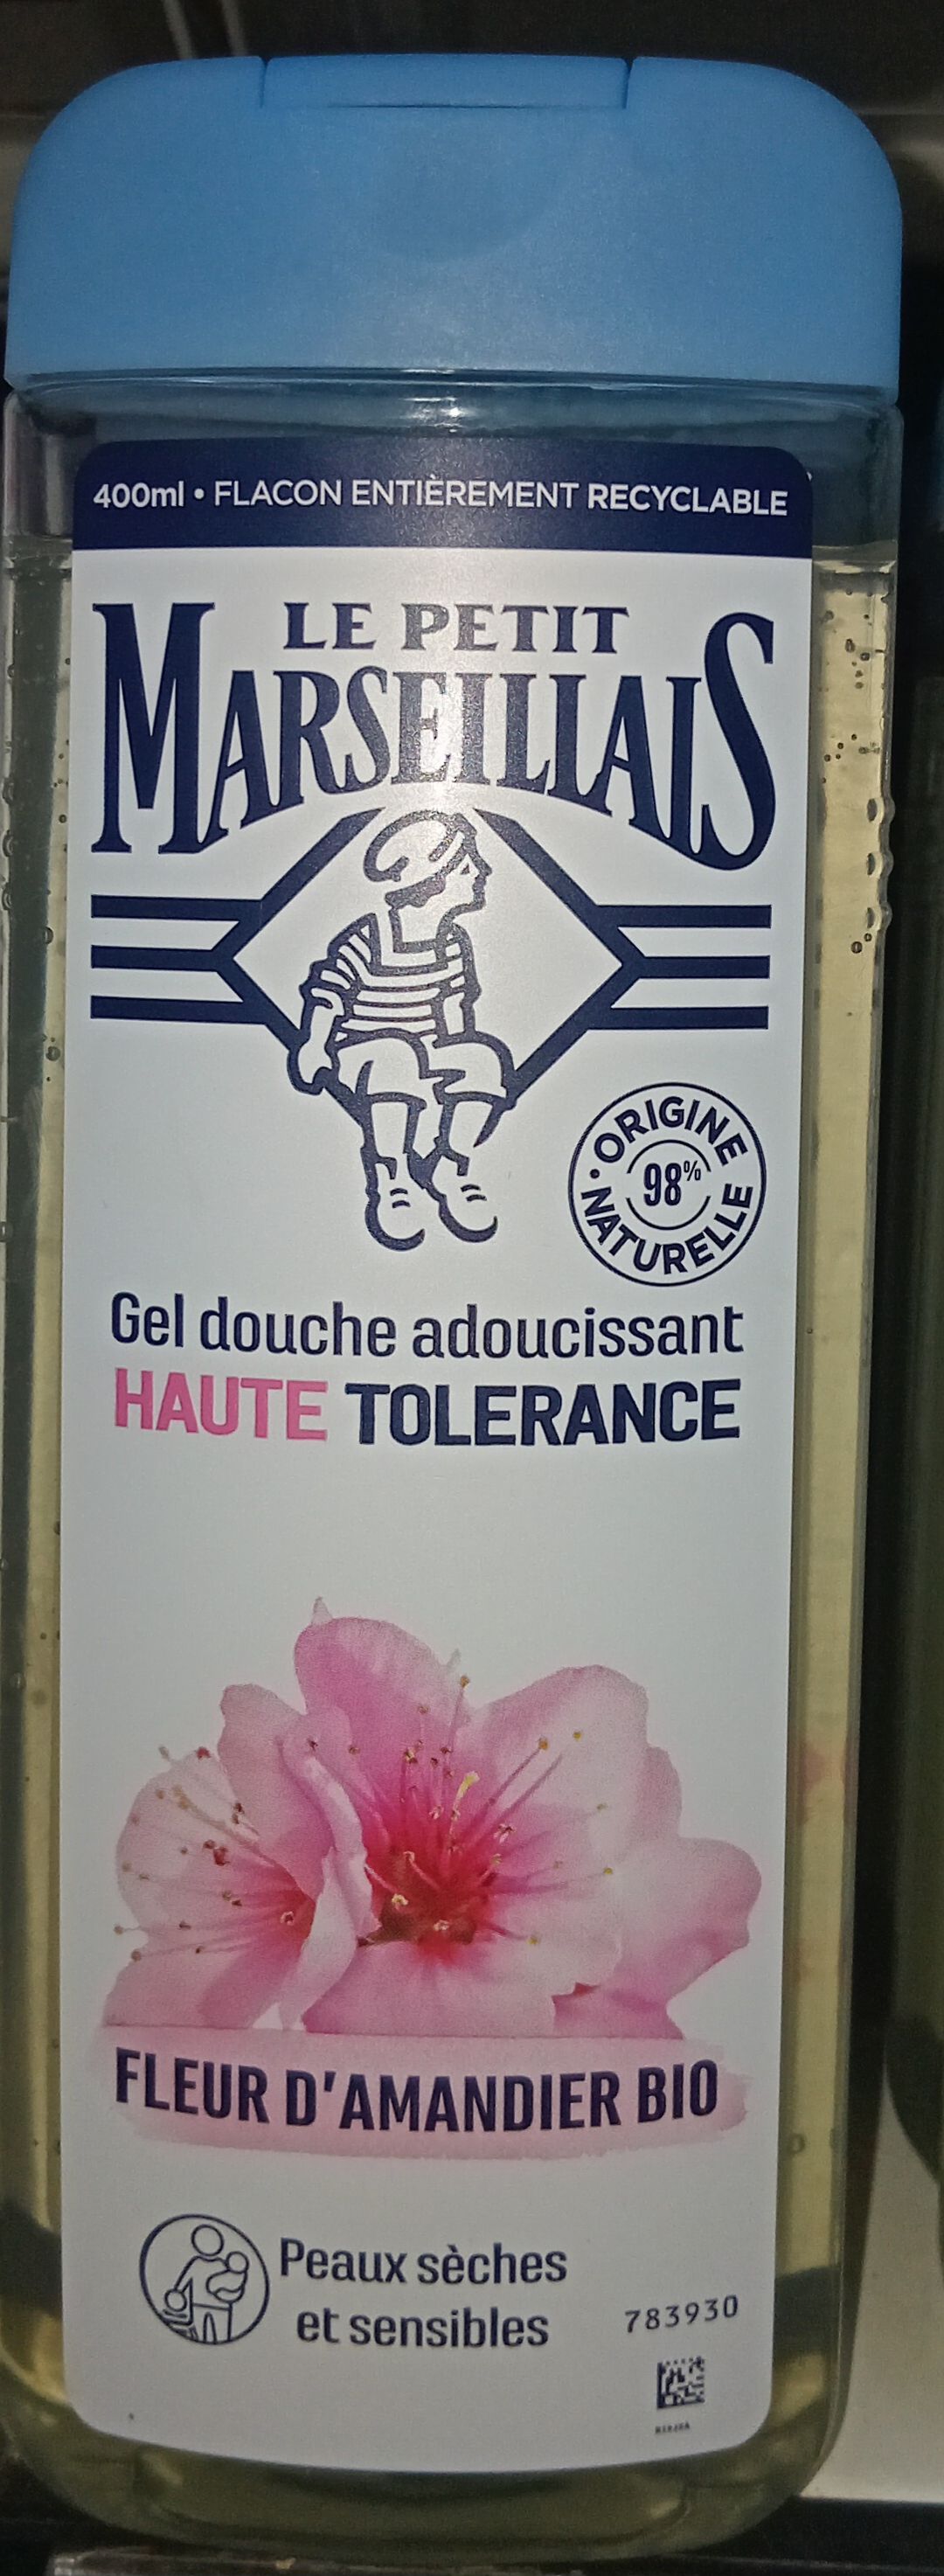 400ml • FLACON ENTIÈREMENT RECYCLABLE
LE PETIT
MARSEILLAIS
• ORIGINE
98%
NATURELLE
Gel douche adoucissant
HAUTE TOLERANCE
FLEUR D'AMANDIER BIO
Peaux sèches
et sensibles
783930